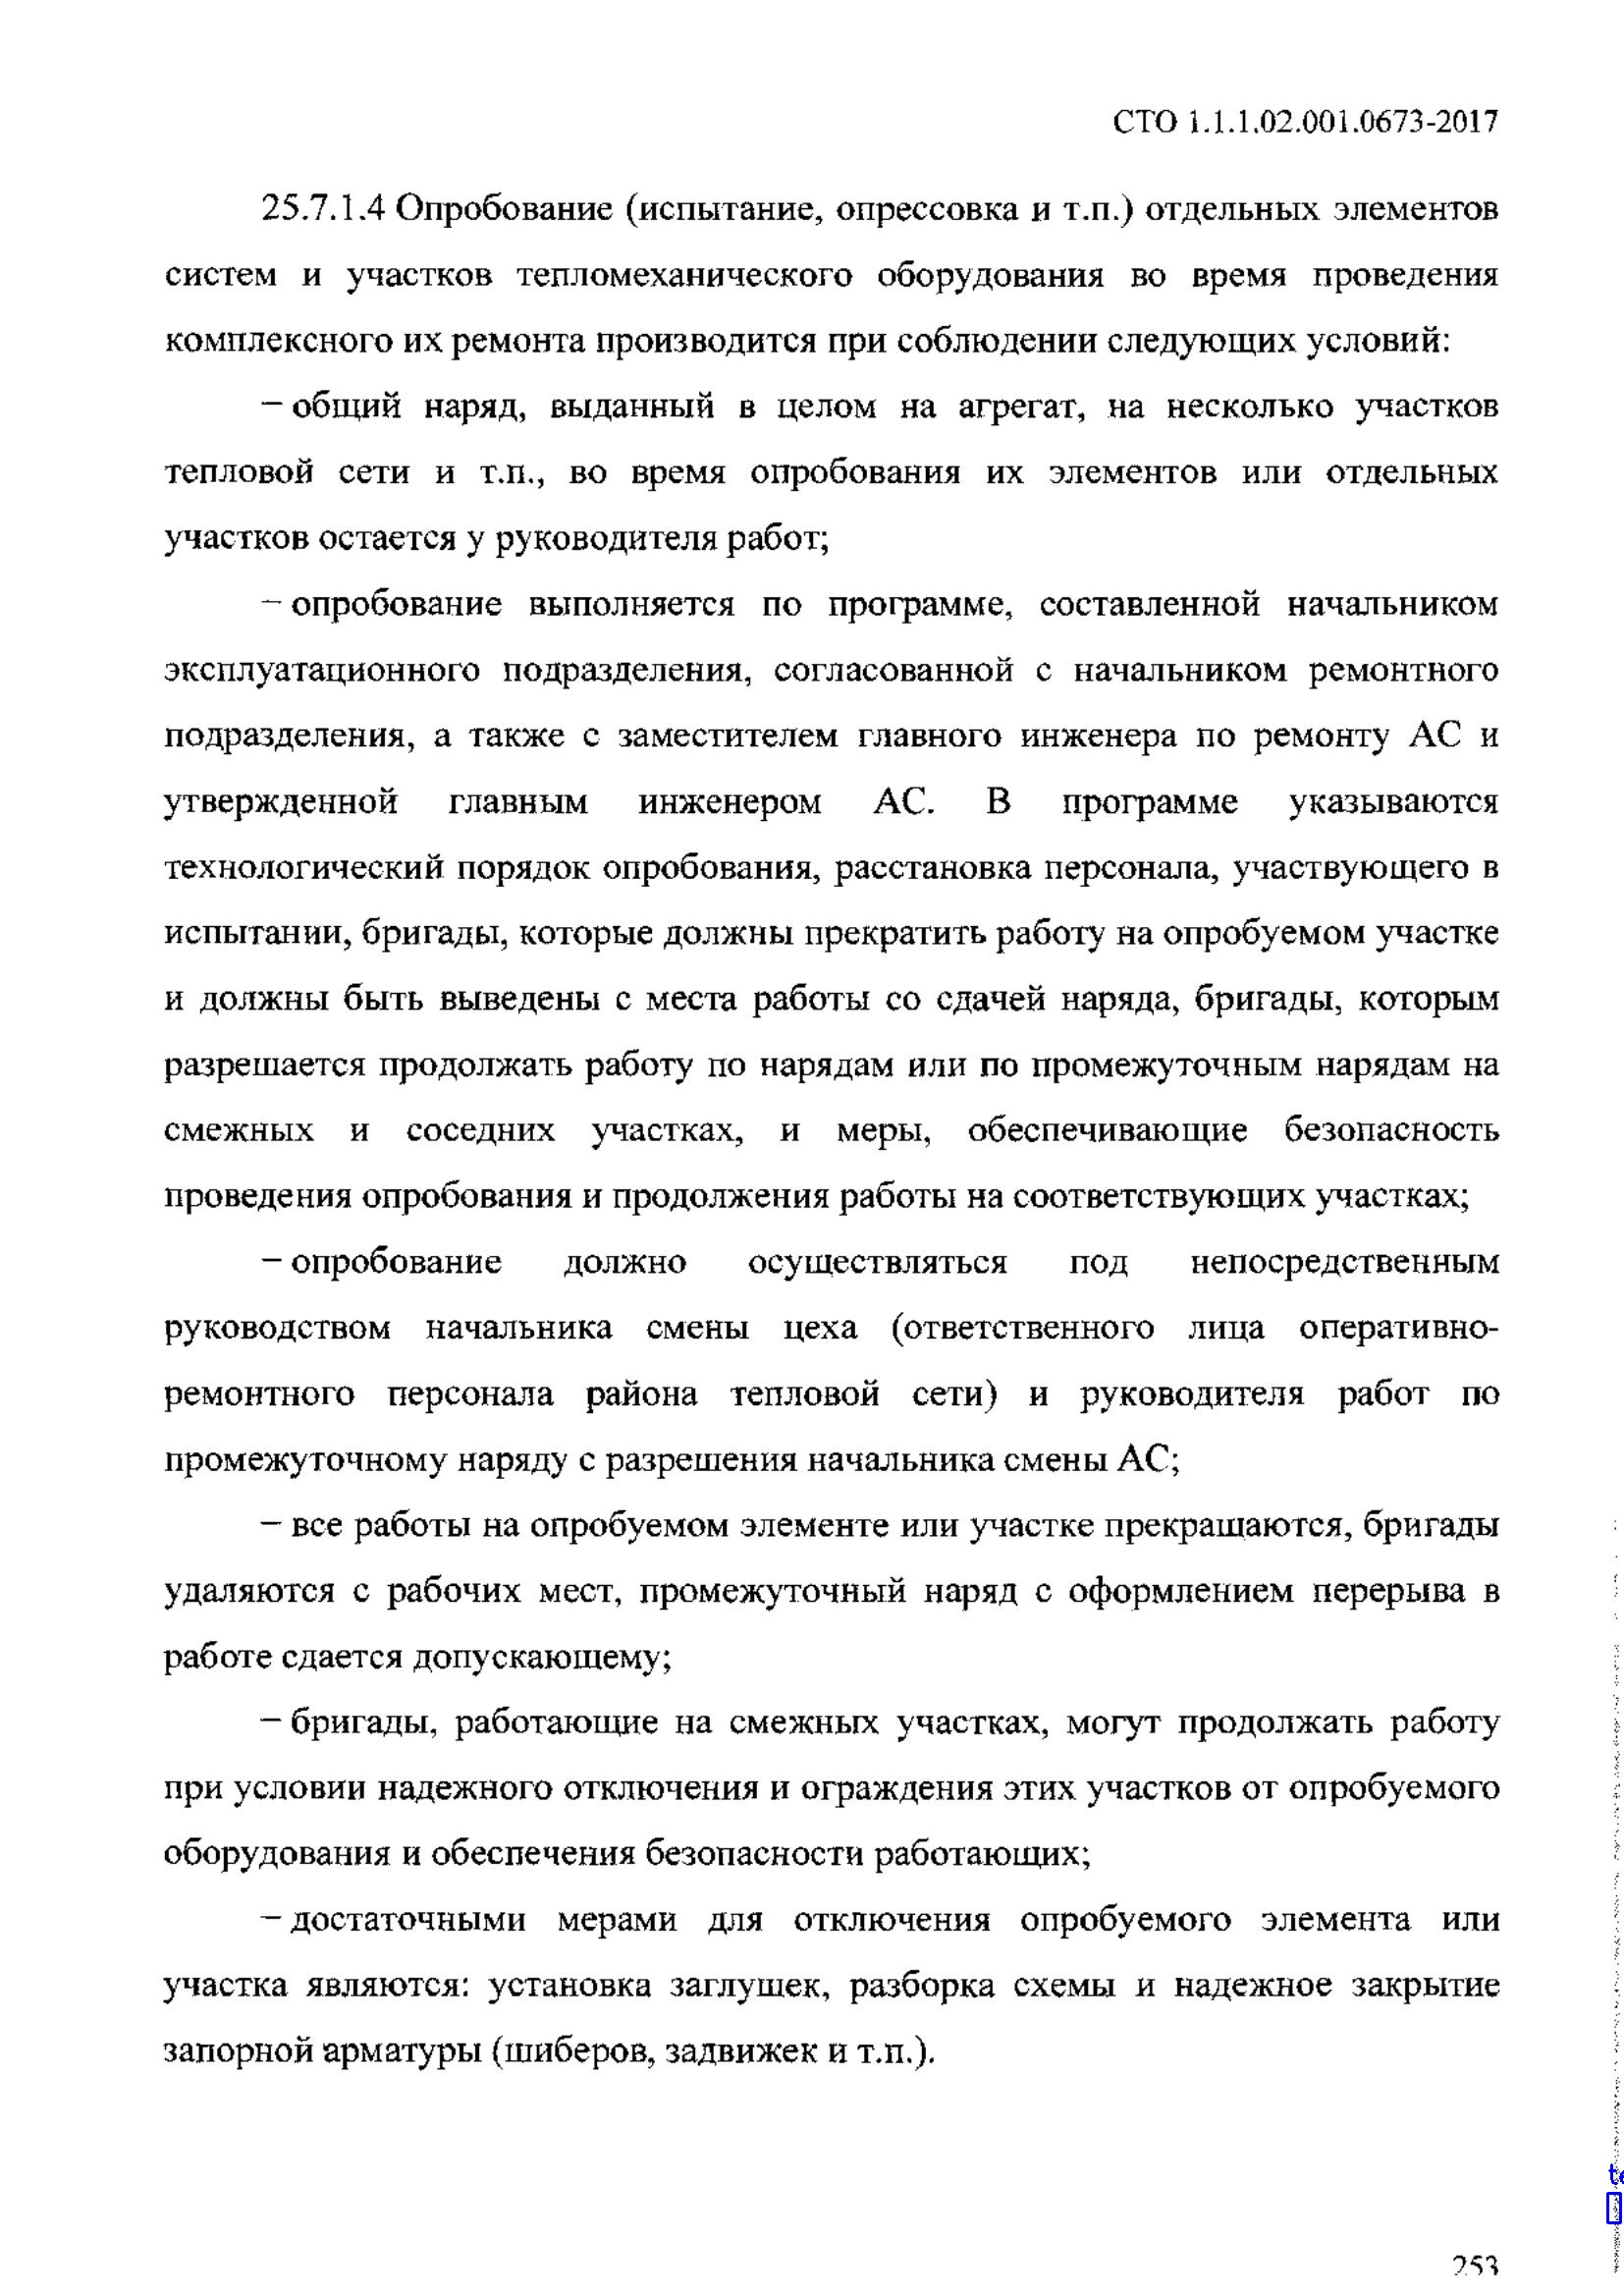 СТО 1.1.1.02.001.0673-2017
25.7.1.4 Опробование (испытание, опрессовка и т.п.) отдельных элементов
систем и участков тепломеханического оборудования во время проведения
комплексного их ремонта производится при соблюдении следующих условий:
– общий наряд, выданный в целом на агрегат, на несколько участков
тепловой сети и т.п., во время опробования их элементов или отдельных
участков остается у руководителя работ;
– опробование выполняется по программе, составленной начальником
эксплуатационного подразделения, согласованной с начальником ремонтного
подразделения, а также с заместителем главного инженера по ремонту АС и
утвержденной главным инженером АС. В программе указываются
технологический порядок опробования, расстановка персонала, участвующего в
испытании, бригады, которые должны прекратить работу на опробуемом участке
и должны быть выведены с места работы со сдачей наряда, бригады, которым
разрешается продолжать работу по нарядам или по промежуточным нарядам на
смежных и соседних участках, и меры, обеспечивающие безопасность
проведения опробования и продолжения работы на соответствующих участках;
– опробование должно осуществляться под непосредственным
руководством начальника смены цеха (ответственного лица оперативно-
ремонтного персонала района тепловой сети) и руководителя работ по
промежуточному наряду с разрешения начальника смены АС;
– все работы на опробуемом элементе или участке прекращаются, бригады
удаляются с рабочих мест, промежуточный наряд с оформлением перерыва в
работе сдается допускающему;
– бригады, работающие на смежных участках, могут продолжать работу
при условии надежного отключения и ограждения этих участков от опробуемого
оборудования и обеспечения безопасности работающих;
– достаточными мерами для отключения опробуемого элемента или
участка являются: установка заглушек, разборка схемы и надежное закрытие
запорной арматуры (шиберов, задвижек и т.п.).
253